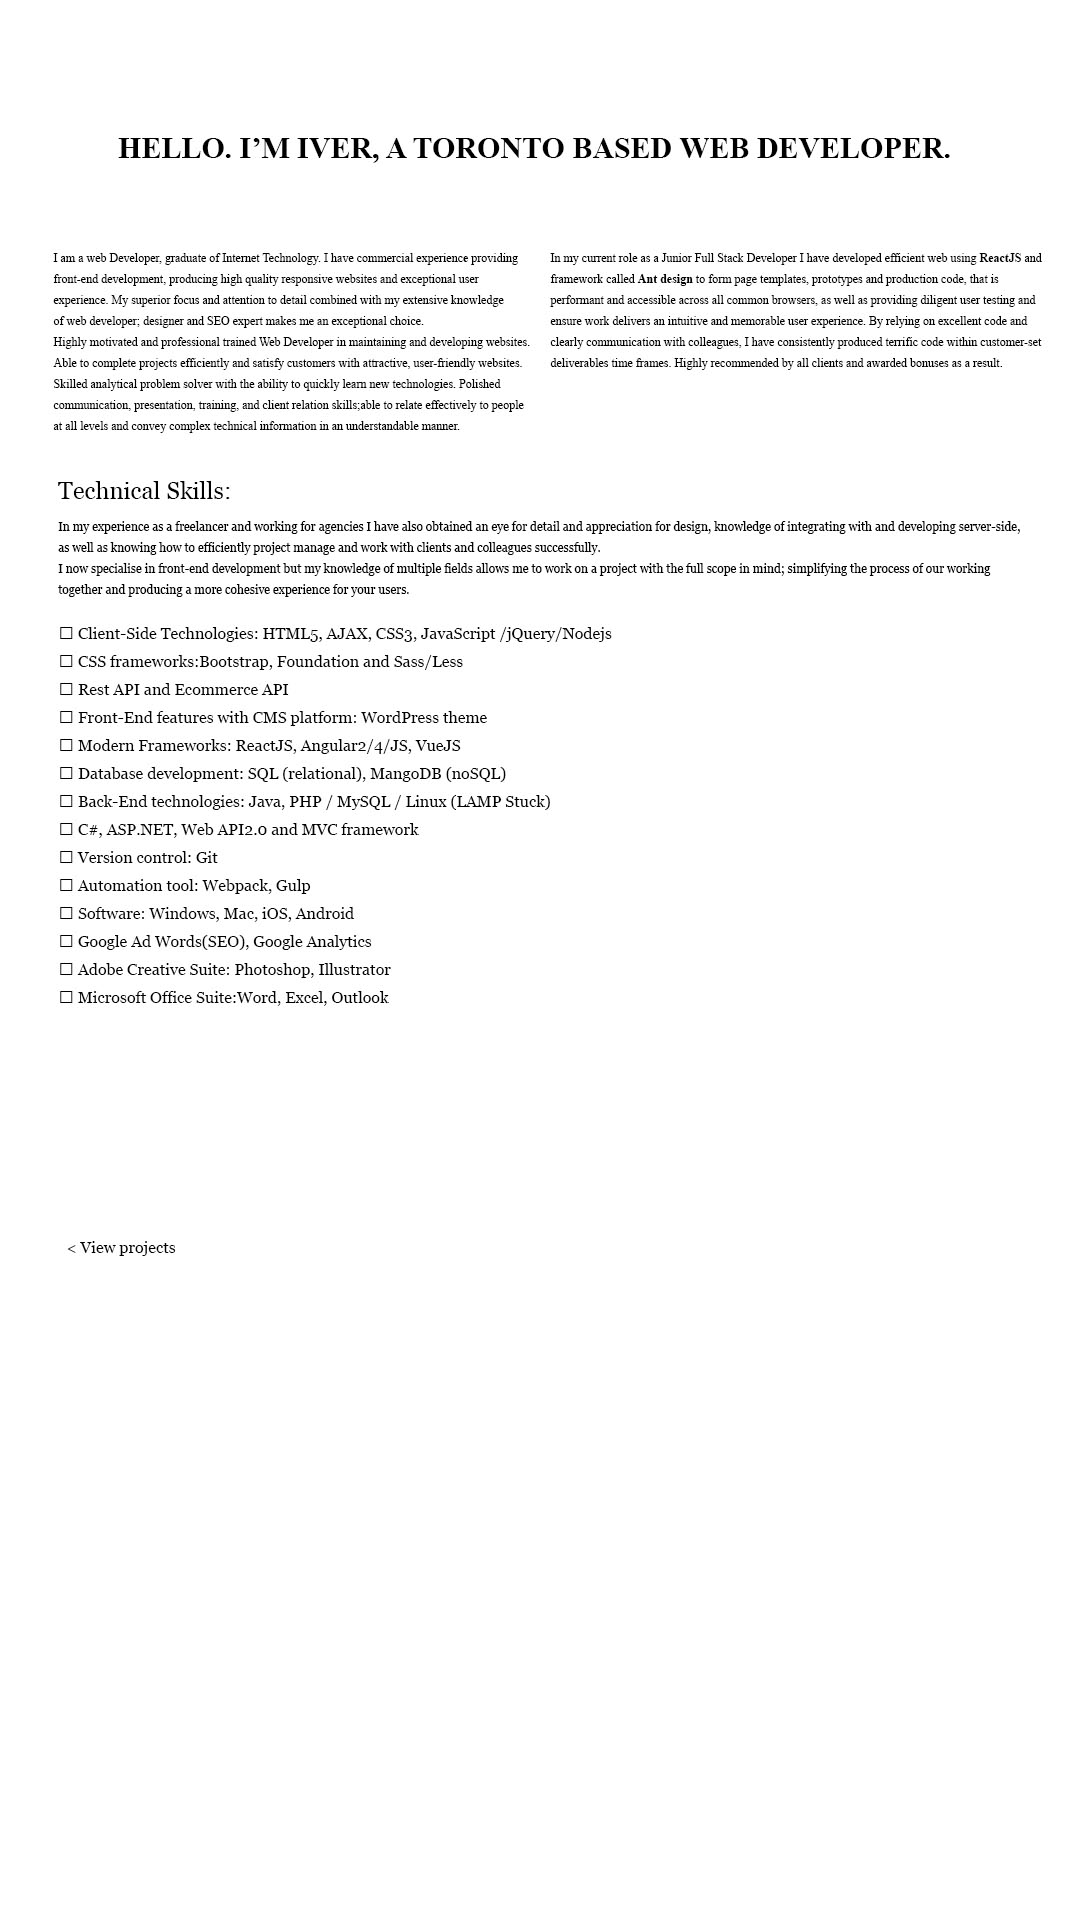 HELLO. I’M IVER, A TORONTO BASED WEB DEVELOPER.
I am a web Developer, graduate of Internet Technology. I have commercial experience providing
front-end development, producing high quality responsive websites and exceptional user
experience. My superior focus and attention to detail combined with my extensive knowledge
of web developer; designer and SEO expert makes me an exceptional choice.
Highly motivated and professional trained Web Developer in maintaining and developing websites.
Able to complete projects efficiently and satisfy customers with attractive, user-friendly websites.
Skilled analytical problem solver with the ability to quickly learn new technologies. Polished
communication, presentation, training, and client relation skills;able to relate effectively to people
at all levels and convey complex technical information in an understandable manner.
In my current role as a Junior Full Stack Developer I have developed efficient web using ReactJS and
framework called Ant design to form page templates, prototypes and production code, that is
performant and accessible across all common browsers, as well as providing diligent user testing and
ensure work delivers an intuitive and memorable user experience. By relying on excellent code and
clearly communication with colleagues, I have consistently produced terrific code within customer-set
deliverables time frames. Highly recommended by all clients and awarded bonuses as a result.
Technical Skills:
In my experience as a freelancer and working for agencies I have also obtained an eye for detail and appreciation for design, knowledge of integrating with and developing server-side,
as well as knowing how to efficiently project manage and work with clients and colleagues successfully.
I now specialise in front-end development but my knowledge of multiple fields allows me to work on a project with the full scope in mind; simplifying the process of our working
together and producing a more cohesive experience for your users.
☐ Client-Side Technologies: HTML5, AJAX, CSS3, JavaScript /jQuery/Nodejs
☐ CSS frameworks:Bootstrap, Foundation and Sass/Less
☐ Rest API and Ecommerce API
☐ Front-End features with CMS platform: WordPress theme
☐ Modern Frameworks: ReactJS, Angular2/4/JS, VueJS
☐ Database development: SQL (relational), MangoDB (noSQL)
☐ Back-End technologies: Java, PHP / MySQL / Linux (LAMP Stuck)
☐ C#, ASP.NET, Web API2.0 and MVC framework
☐ Version control: Git
☐ Automation tool: Webpack, Gulp
☐ Software: Windows, Mac, iOS, Android
☐ Google Ad Words(SEO), Google Analytics
☐ Adobe Creative Suite: Photoshop, Illustrator
☐ Microsoft Office Suite:Word, Excel, Outlook
< View projects